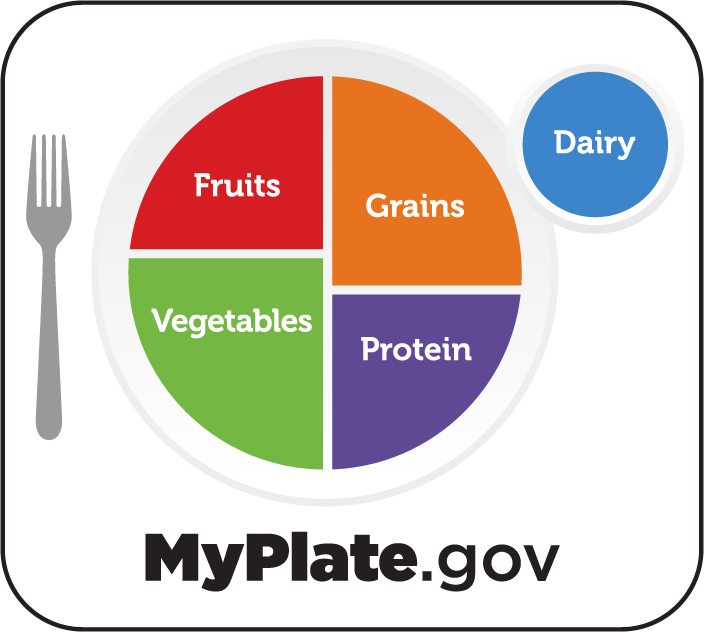 Fruits
Grains
Dairy
Vegetables
Protein
MyPlate.gov